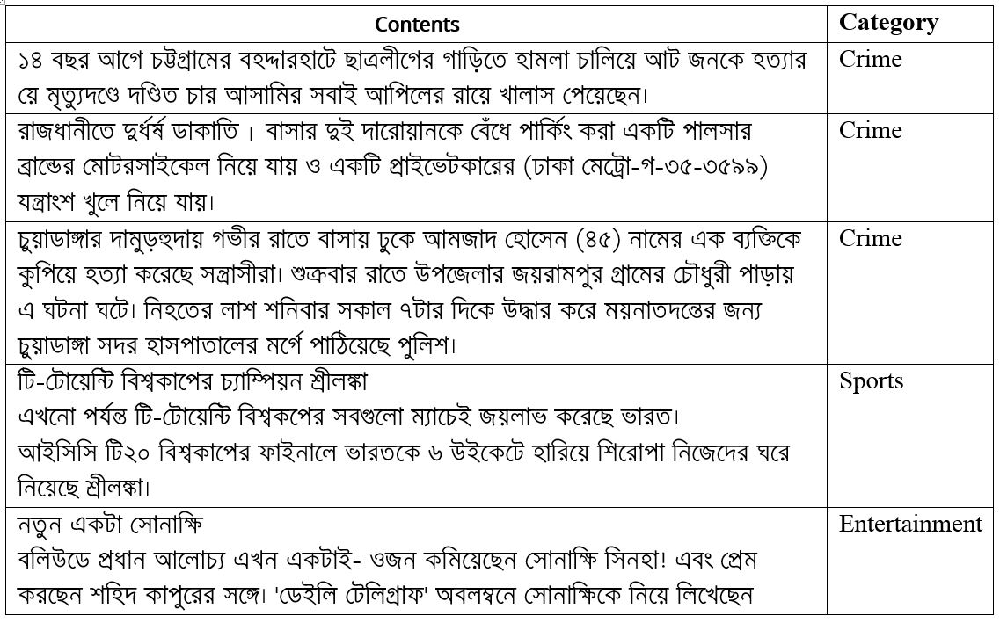 Contents Category
১৪ বছর আগে চট্টগ্রামের বহদ্দারহাটে ছাত্রলীগের গাড়িতে হামলা চালিয়ে আট জনকে হত্যার Crime
য়ে মৃত্যুদণ্ডে দণ্ডিত চার আসামির সবাই আপিলের রায়ে খালাস পেয়েছেন।
রাজধানীতে দুর্ধর্ষ ডাকাতি । বাসার দুই দারোয়ানকে বেঁধে পার্কিং করা একটি পালসার Crime
ব্রান্ডের মোটরসাইকেল নিয়ে যায় ও একটি প্রাইভেটকারের (ঢাকা মেট্রো-গ-৩৫-৩৫৯৯)
যন্ত্রাংশ খুলে নিয়ে যায়।
চুয়াডাঙ্গার দামুড়হুদায় গভীর রাতে বাসায় ঢুকে আমজাদ হোসেন (৪৫) নামের এক ব্যক্তিকে Crime
কুপিয়ে হত্যা করেছে সন্ত্রাসীরা। শুক্রবার রাতে উপজেলার জয়রামপুর গ্রামের চৌধুরী পাড়ায়
এ ঘটনা ঘটে। নিহতের লাশ শনিবার সকাল ৭টার দিকে উদ্ধার করে ময়নাতদন্তের জন্য
চুয়াডাঙ্গা সদর হাসপাতালের মর্গে পাঠিয়েছে পুলিশ।
টি-টোয়েন্টি বিশ্বকাপের চ্যাম্পিয়ন শ্রীলঙ্কা Sports
এখনো পর্যন্ত টি-টোয়েন্টি বিশ্বকপের সবগুলো ম্যাচেই জয়লাভ করেছে ভারত।
আইসিসি টি২০ বিশ্বকাপের ফাইনালে ভারতকে ৬ উইকেটে হারিয়ে শিরোপা নিজেদের ঘরে
নিয়েছে শ্রীলঙ্কা।
নতুন একটা সোনাক্ষি Entertainment
বলিউডে প্রধান আলোচ্য এখন একটাই- ওজন কমিয়েছেন সোনাক্ষি সিনহা! এবং প্রেম
করছেন শহিদ কাপুরের সঙ্গে। 'ডেইলি টেলিগ্রাফ' অবলম্বনে সোনাক্ষিকে নিয়ে লিখেছেন